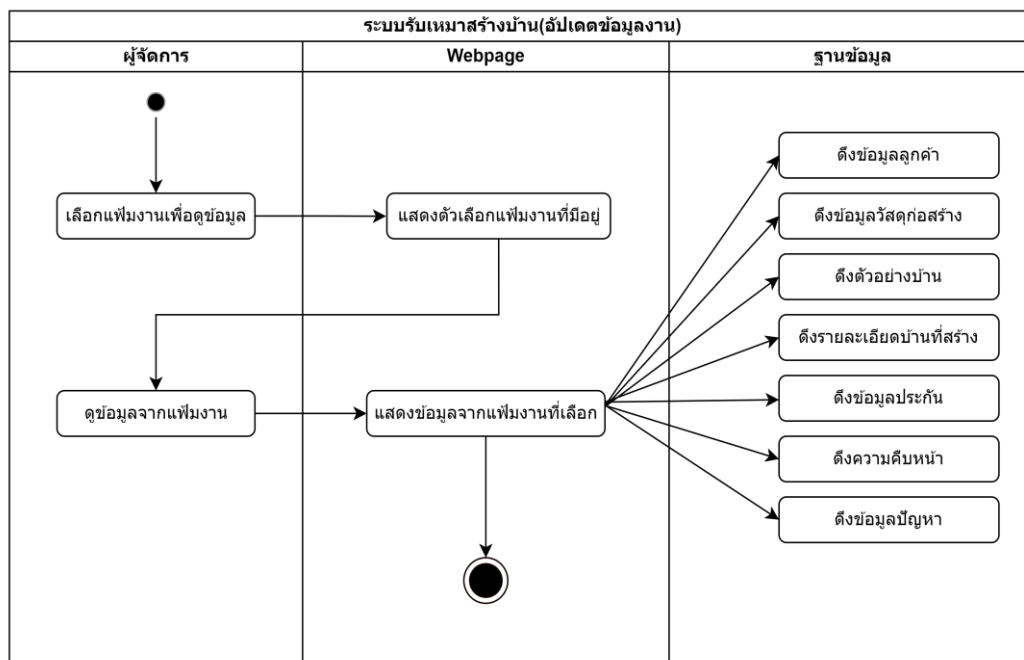 ระบบรับเหมาสร้างบ้าน(อัปเดตข้อมูลงาน)
ผู้จัดการ
Webpage
ฐานข้อมูล
ดึงข้อมูลลูกค้า
เลือกแฟ้มงานเพื่อดูข้อมูล
แสดงตัวเลือกแฟ้มงานที่มีอยู่
ดึงข้อมูลวัสดุก่อสร้าง
ดึงตัวอย่างบ้าน
ดึงรายละเอียดบ้านที่สร้าง
ดูข้อมูลจากแฟ้มงาน
แสดงข้อมูลจากแฟ้มงานที่เลือก
ดึงข้อมูลประกัน
ดึงความคืบหน้า
ดึงข้อมูลปัญหา